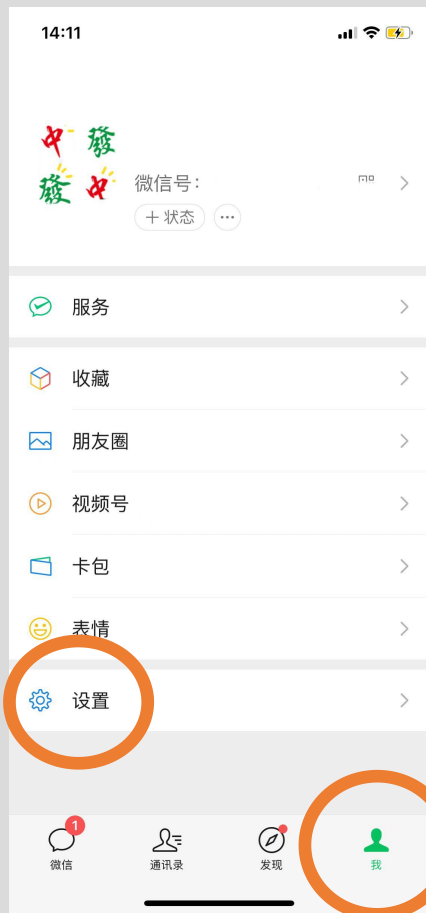 14:11
中 發
發 中
微信号：
+ 状态
服务
收藏
朋友圈
视频号
卡包
表情
设置
1
微信 通讯录 发现 我